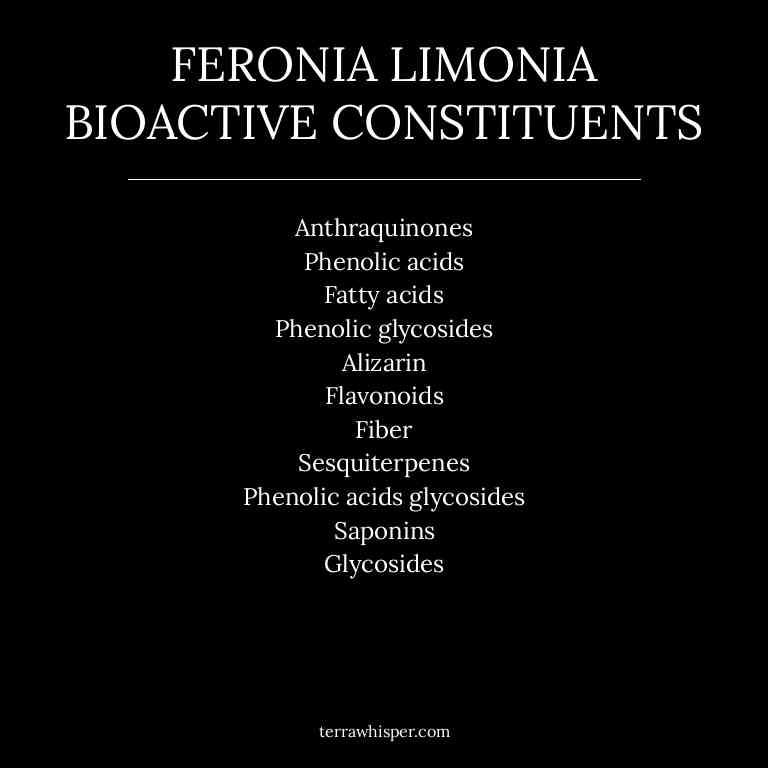 FERONIA LIMONIA
BIOACTIVE CONSTITUENTS
Anthraquinones
Phenolic acids
Fatty acids
Phenolic glycosides
Alizarin
Flavonoids
Fiber
Sesquiterpenes
Phenolic acids glycosides
Saponins
Glycosides
terrawhisper.com